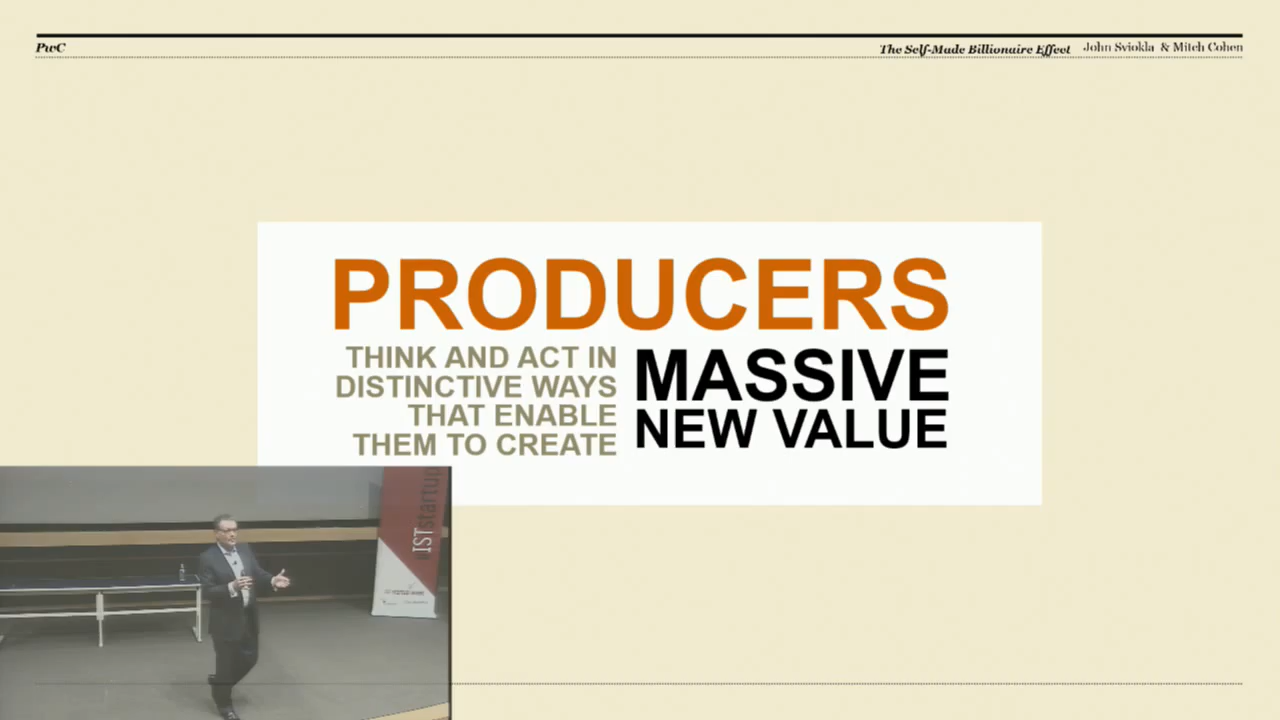 PwC
The Self-Made Billionaire Effect John Sviokla & Mitch Cohen
PRODUCERS
THINK AND ACT IN
DISTINCTIVE WAYS
THAT ENABLE
THEM TO CREATE
MASSIVE
NEW VALUE
ISTstartup